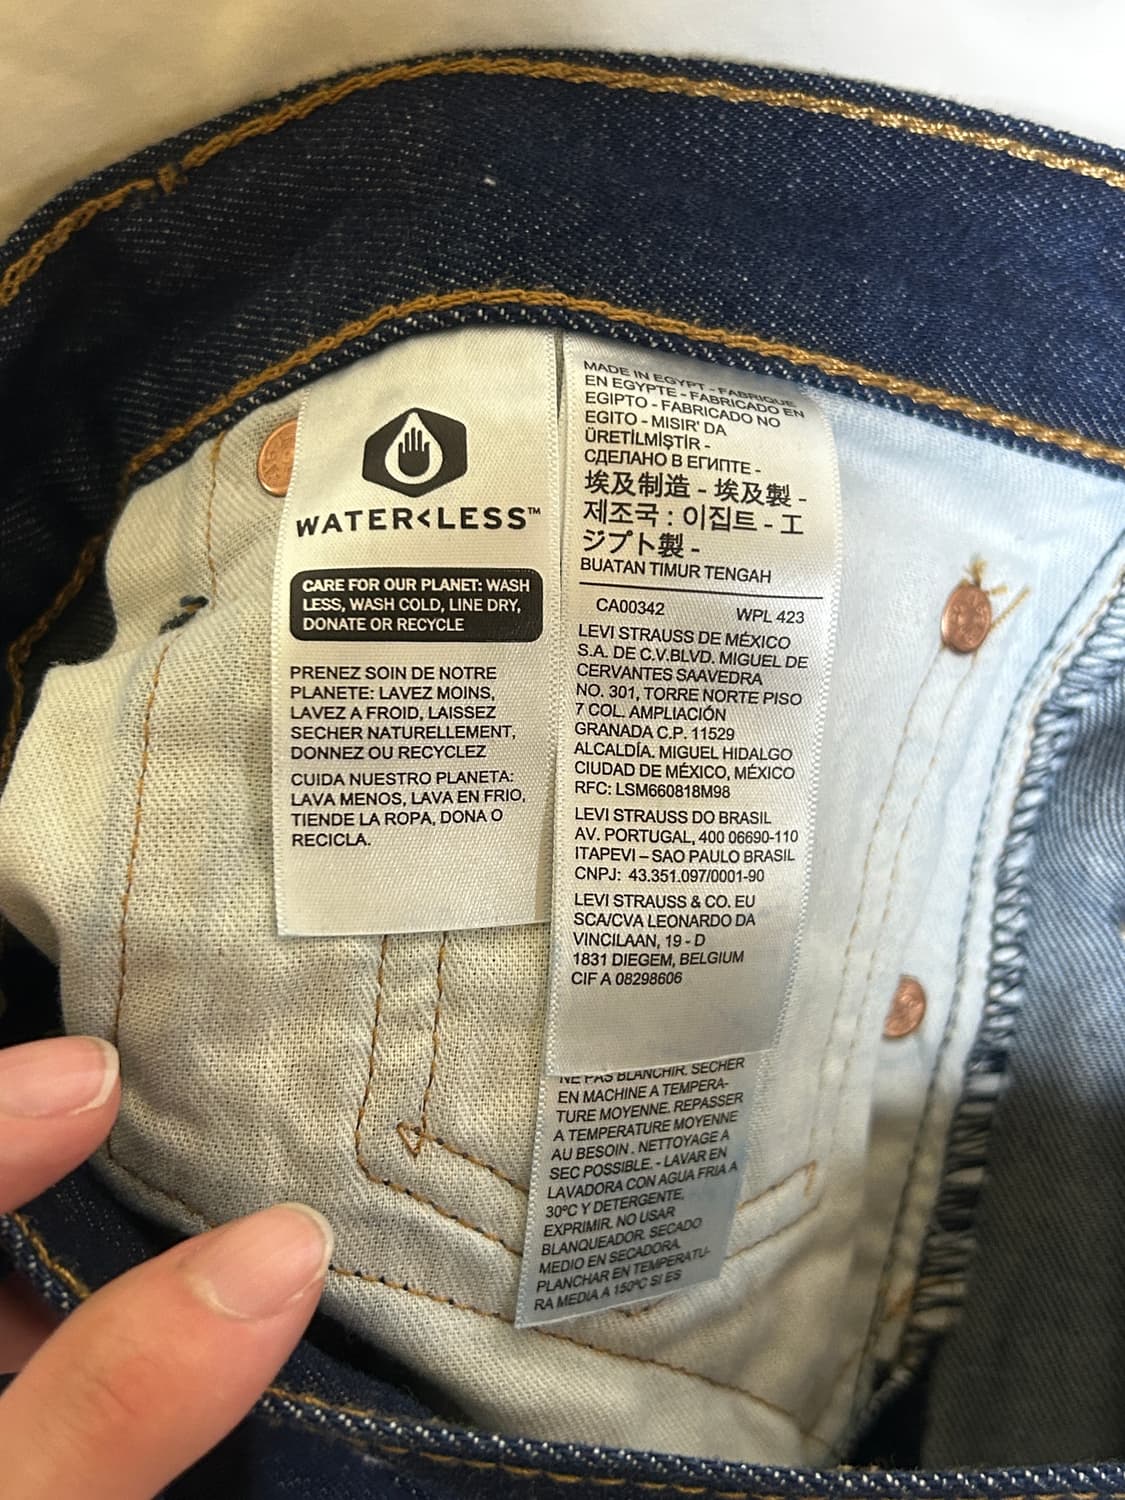 WATER<LESS™
CARE FOR OUR PLANET: WASH
LESS, WASH COLD, LINE DRY,
DONATE OR RECYCLE
PRENEZ SOIN DE NOTRE
PLANETE: LAVEZ MOINS,
LAVEZ A FROID, LAISSEZ
SECHER NATURELLEMENT,
DONNEZ OU RECYCLEZ
CUIDA NUESTRO PLANETA:
LAVA MENOS, LAVA EN FRIO,
TIENDE LA ROPA, DONA O
RECICLA.
MADE IN EGYPT - FABRIQUE
EN EGYPTE - FABRICADO EN
EGIPTO - FABRICADO NO
EGITO - MISIR' DA
ÜRETİLMİŞTİR -
СДЕЛАНО В ЕГИПТЕ -
埃及制造 - 埃及製 -
제조국 : 이집트 - エ
ジプト製 -
BUATAN TIMUR TENGAH
CA00342 WPL 423
LEVI STRAUSS DE MÉXICO
S.A. DE C.V.BLVD. MIGUEL DE
CERVANTES SAAVEDRA
NO. 301, TORRE NORTE PISO
7 COL. AMPLIACIÓN
GRANADA C.P. 11529
ALCALDÍA. MIGUEL HIDALGO
CIUDAD DE MÉXICO, MÉXICO
RFC: LSM660818M98
LEVI STRAUSS DO BRASIL
AV. PORTUGAL, 400 06690-110
ITAPEVI – SAO PAULO BRASIL
CNPJ: 43.351.097/0001-90
LEVI STRAUSS & CO. EU
SCA/CVA LEONARDO DA
VINCILAAN, 19 - D
1831 DIEGEM, BELGIUM
CIF A 08298606
NE PAS BLANCHIR. SECHER
EN MACHINE A TEMPERA-
TURE MOYENNE. REPASSER
A TEMPERATURE MOYENNE
AU BESOIN . NETTOYAGE A
SEC POSSIBLE. - LAVAR EN
LAVADORA CON AGUA FRIA A
30ºC Y DETERGENTE.
EXPRIMIR. NO USAR
BLANQUEADOR. SECADO
MEDIO EN SECADORA.
PLANCHAR EN TEMPERATU-
RA MEDIA A 150ºC SI ES